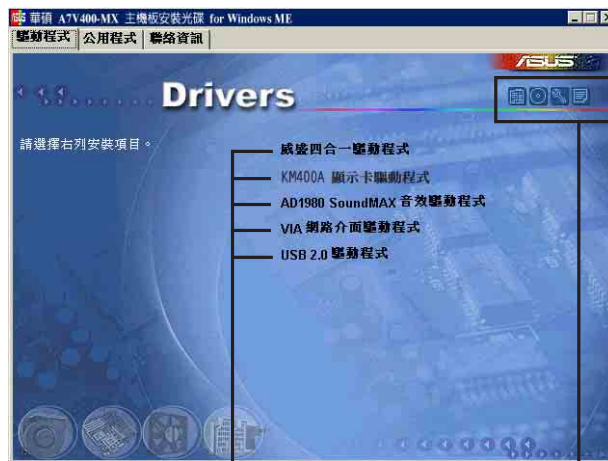 華碩 A7V400-MX 主機板安裝光碟 for Windows ME
驅動程式 公用程式 聯絡資訊
ASUS
Drivers
請選擇右列安裝項目。
威盛四合一驅動程式
KM400A 顯示卡驅動程式
AD1980 SoundMAX 音效驅動程式
VIA 網路介面驅動程式
USB 2.0 驅動程式